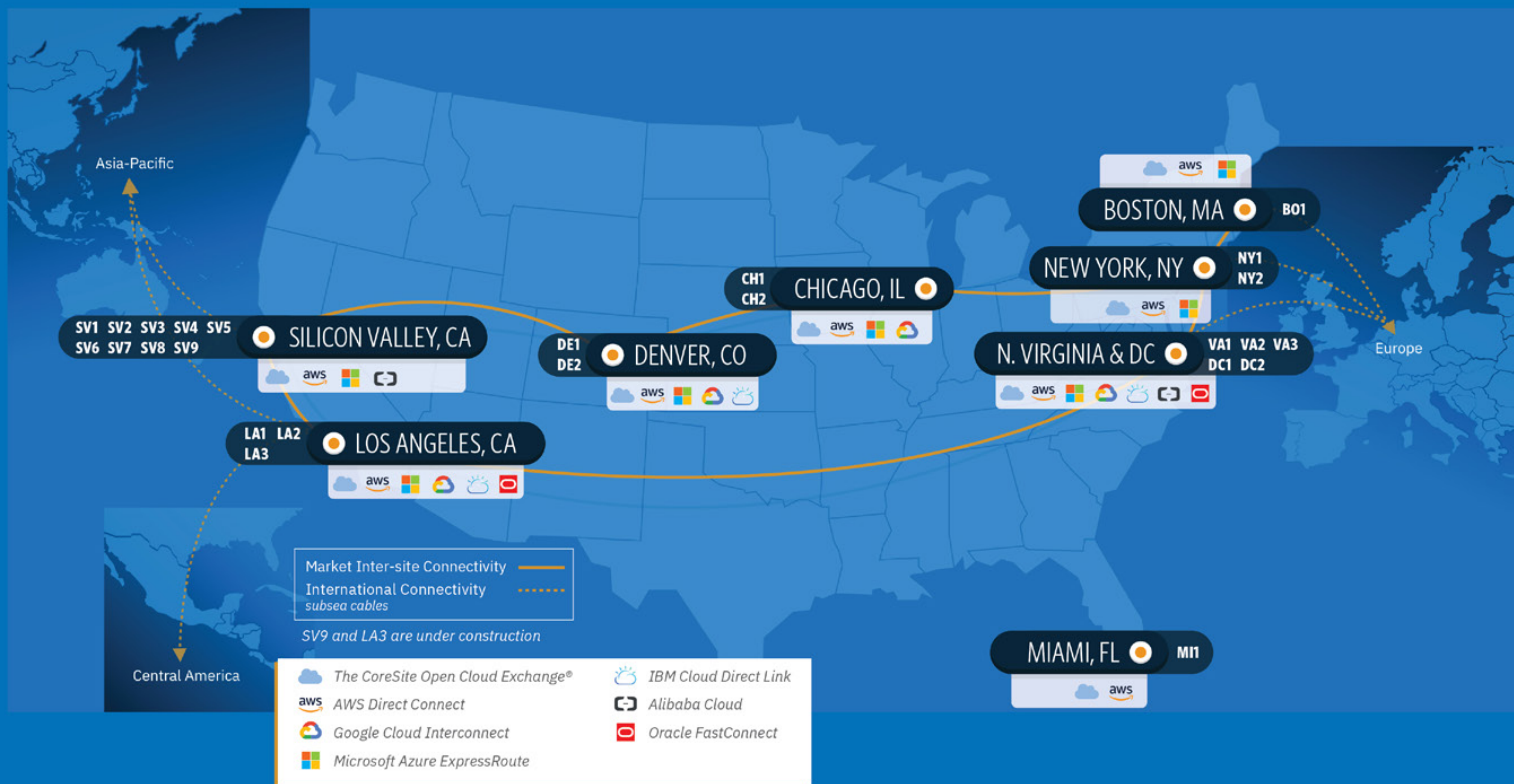 Asia-Pacific
aws
BOSTON, MA
BO1
NEW YORK, NY
NY1
NY2
aws
CH1
CH2
CHICAGO, IL
aws
SV1 SV2 SV3 SV4 SV5
SV6 SV7 SV8 SV9
SILICON VALLEY, CA
aws
DE1
DE2
DENVER, CO
aws
N. VIRGINIA & DC
VA1 VA2 VA3
DC1 DC2
aws
Europe
LA1 LA2
LA3
LOS ANGELES, CA
aws
Central America
Market Inter-site Connectivity
International Connectivity
subsea cables
SV9 and LA3 are under construction
MIAMI, FL
MI1
aws
The CoreSite Open Cloud Exchange®
aws AWS Direct Connect
Google Cloud Interconnect
Microsoft Azure ExpressRoute
IBM Cloud Direct Link
Alibaba Cloud
Oracle FastConnect